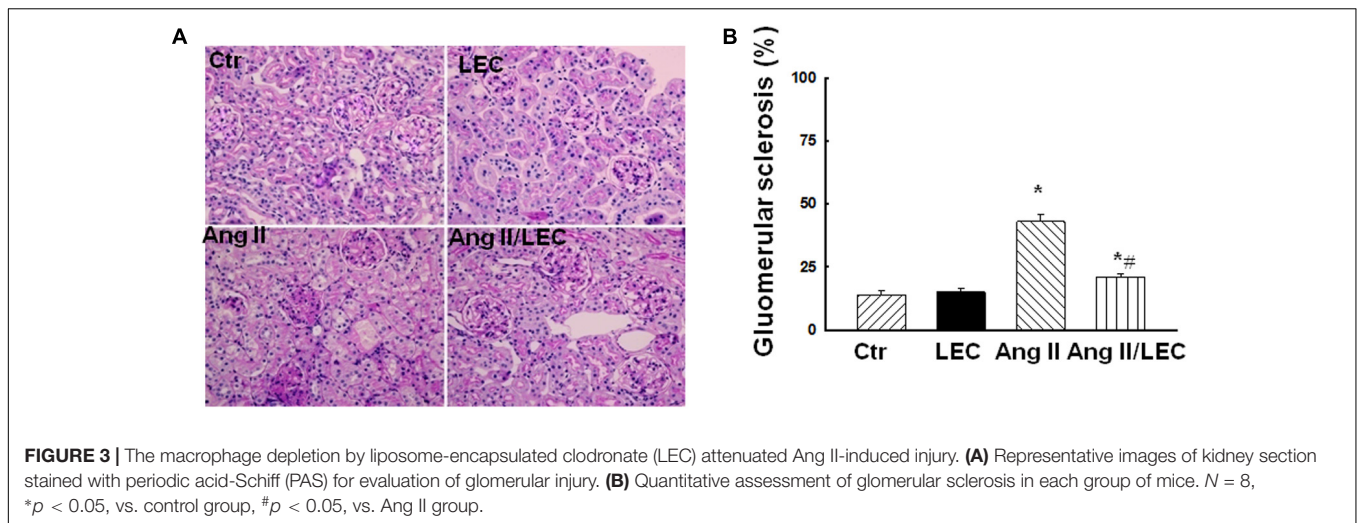 A
B
Ctr
LEC
Ang II
Ang II/LEC
Gluomerular sclerosis (%)
100
75
50
25
0
*
*#
Ctr LEC Ang II Ang II/LEC
FIGURE 3 | The macrophage depletion by liposome-encapsulated clodronate (LEC) attenuated Ang II-induced injury. (A) Representative images of kidney section
stained with periodic acid-Schiff (PAS) for evaluation of glomerular injury. (B) Quantitative assessment of glomerular sclerosis in each group of mice. N = 8,
*p < 0.05, vs. control group, #p < 0.05, vs. Ang II group.